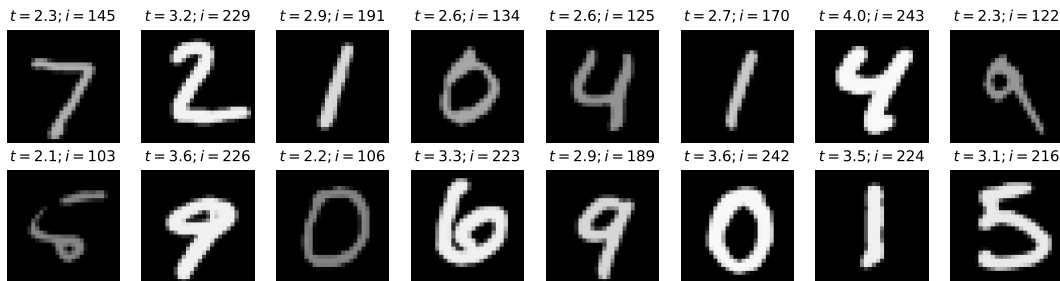 t=2.3;i=145 t=3.2;i=229 t=2.9;i=191 t=2.6;i=134 t=2.6;i=125 t=2.7;i=170 t=4.0;i=243 t=2.3;i=122
7 2 1 0 4 1 4 9
t=2.1;i=103 t=3.6;i=226 t=2.2;i=106 t=3.3;i=223 t=2.9;i=189 t=3.6;i=242 t=3.5;i=224 t=3.1;i=216
5 9 0 6 9 0 1 5